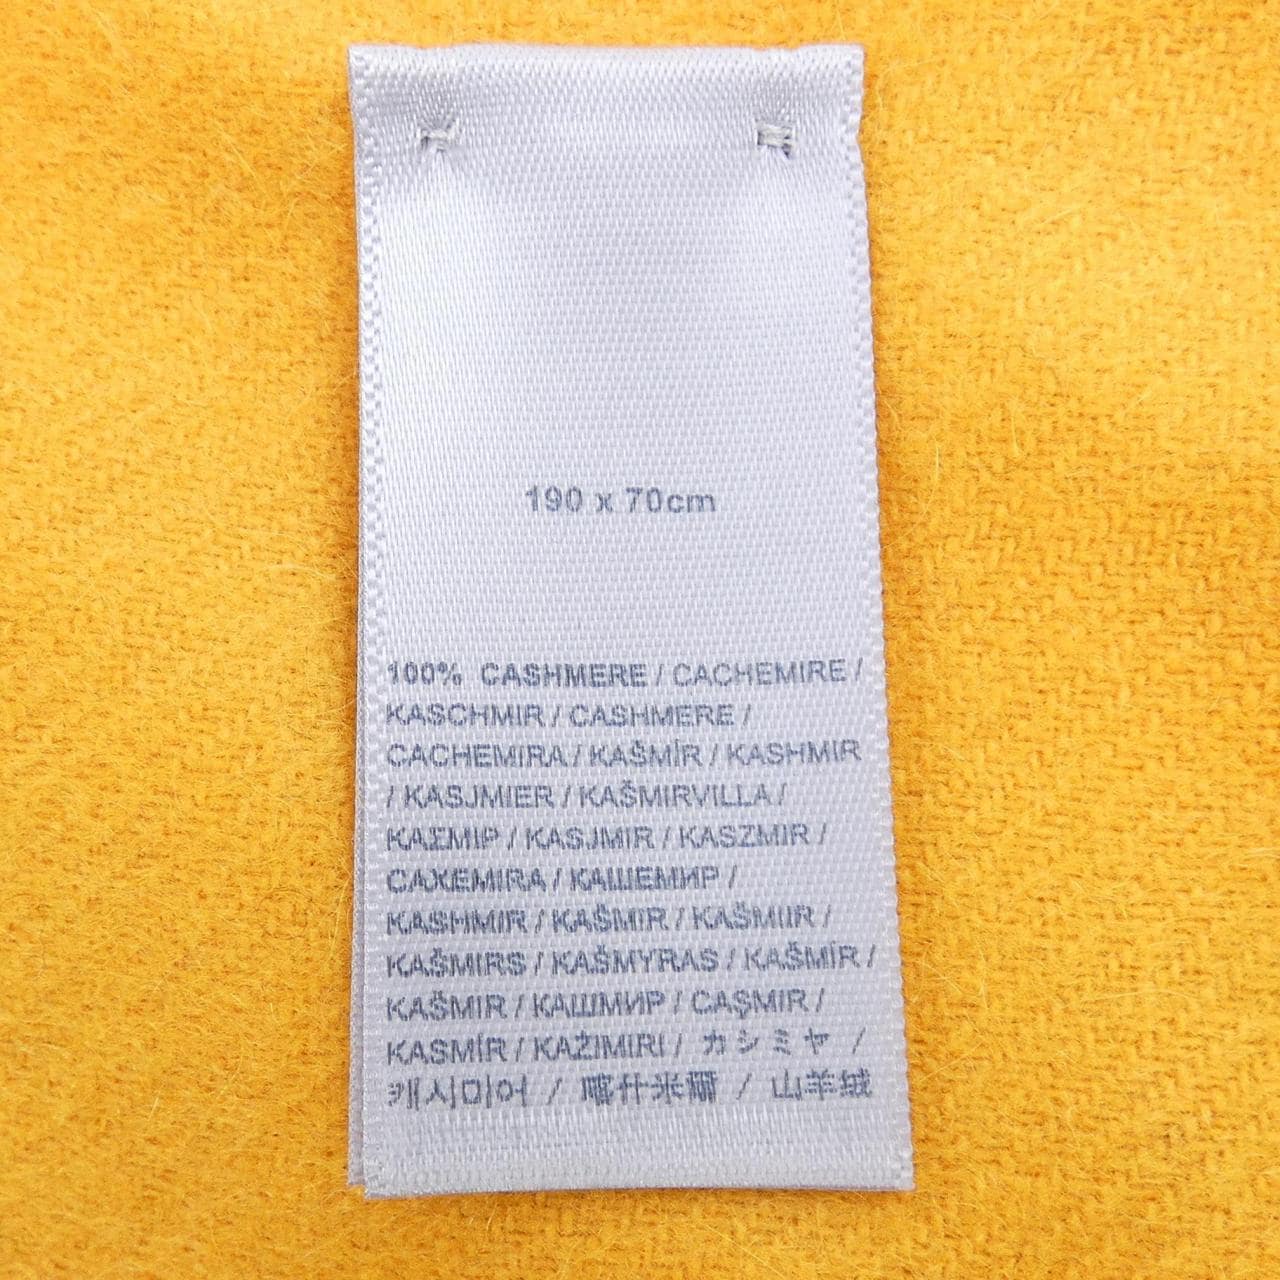 190 x 70cm
100% CASHMERE / CACHEMIRE /
KASCHMIR / CASHMERE /
CACHEMIRA / KAŠMÍR / KASHMIR
/ KASJMIER / KAŠMIRVILLA /
ΚΑΣΜΙΡ / KASJMIR / KASZMIR /
CAXEMIRA / КАШЕМИР /
KASHMIR / KAŠMIR / KAŠMIIR /
KAŠMIRS / KAŠMYRAS / KAŠMÍR /
KAŠMIR / КАШМИР / CAŞMIR /
KASMÍR / KAŻIMIRI / カシミヤ /
캐시미어 / 喀什米爾 / 山羊绒